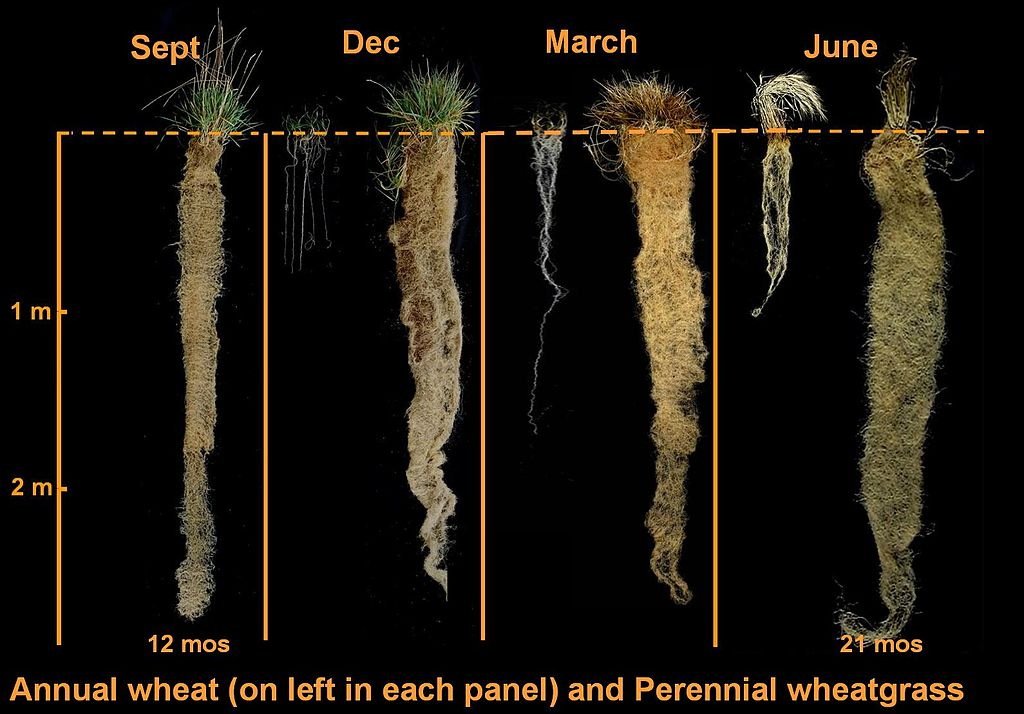 Sept
Dec
March
June
1 m
2 m
12 mos
21 mos
Annual wheat (on left in each panel) and Perennial wheatgrass